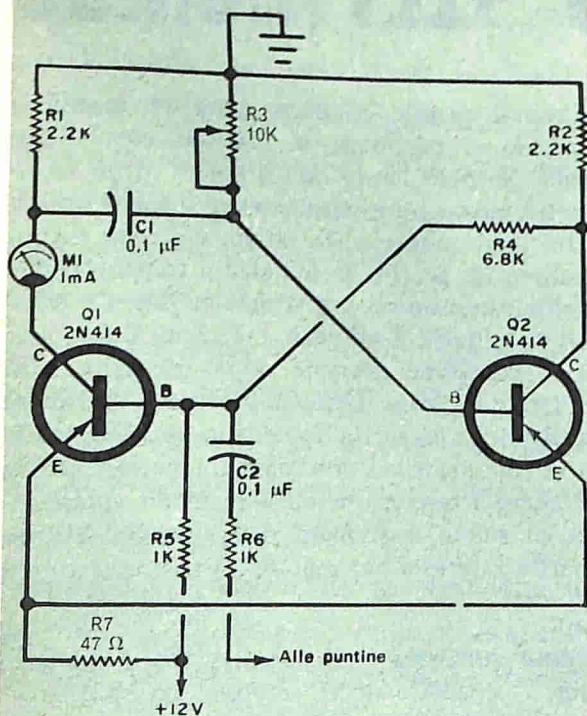 R1
2.2K
R3
10K
R2
2.2K
C1
0,1 µF
R4
6.8K
M1
1mA
Q1
2N414
Q2
2N414
C
B
E
B
C
E
C2
0,1 µF
R5
1K
R6
1K
R7
47 Ω
Alle puntine
+12V